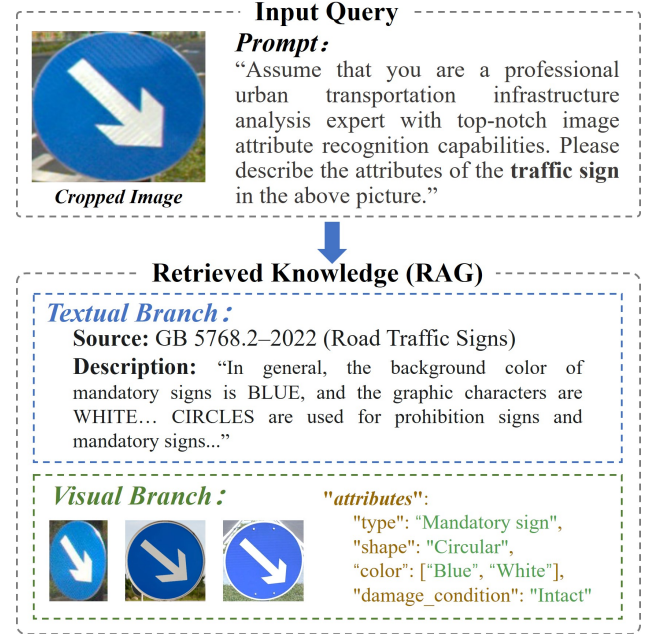 Input Query
Prompt：
“Assume that you are a professional
urban transportation infrastructure
analysis expert with top-notch image
attribute recognition capabilities. Please
describe the attributes of the traffic sign
in the above picture.”
Cropped Image
Retrieved Knowledge (RAG)
Textual Branch：
Source: GB 5768.2–2022 (Road Traffic Signs)
Description: “In general, the background color of
mandatory signs is BLUE, and the graphic characters are
WHITE… CIRCLES are used for prohibition signs and
mandatory signs...”
Visual Branch：
"attributes":
"type": “Mandatory sign”,
"shape": "Circular",
“color”: [“Blue”, “White”],
"damage_condition": "Intact"